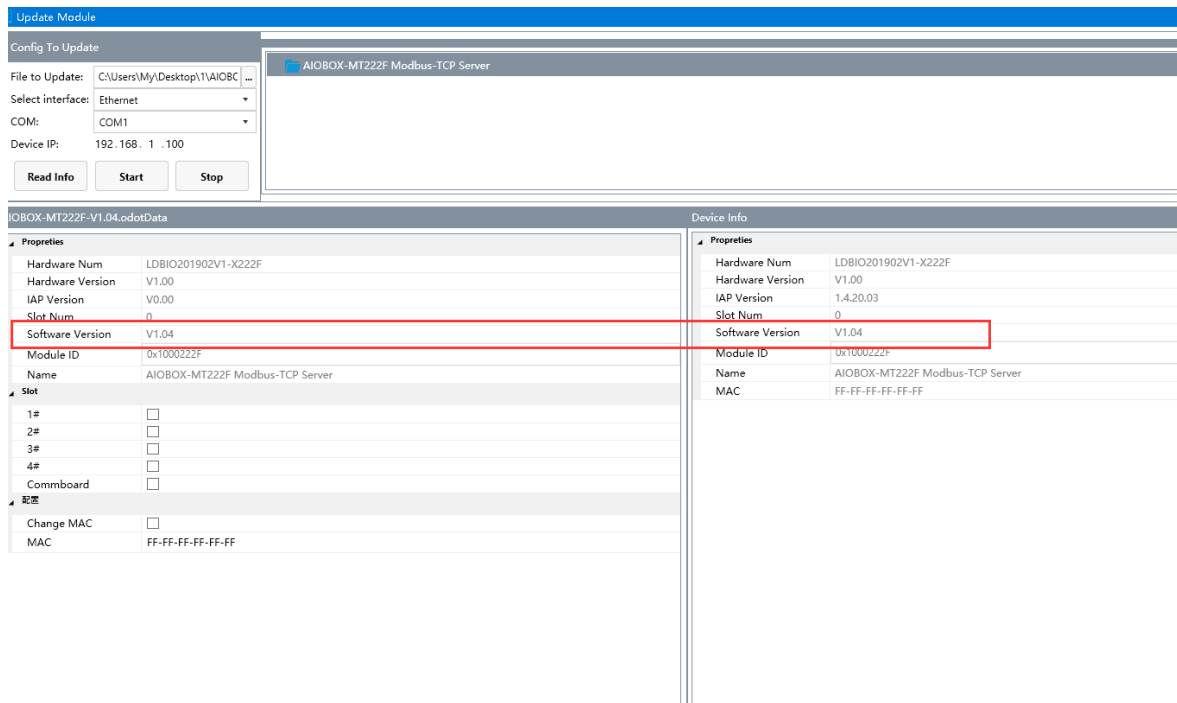 Update Module
Config To Update
File to Update: C:\Users\My\Desktop\1\AIOBC ...
Select interface: Ethernet
COM: COM1
Device IP: 192.168. 1 .100
Read Info Start Stop
AIOBOX-MT222F Modbus-TCP Server
IOBOX-MT222F-V1.04.odotData
Propreties
Hardware Num LDBIO201902V1-X222F
Hardware Version V1.00
IAP Version V0.00
Slot Num 0
Software Version V1.04
Module ID 0x1000222F
Name AIOBOX-MT222F Modbus-TCP Server
Slot
1#
2#
3#
4#
Commboard
配置
Change MAC
MAC FF-FF-FF-FF-FF-FF
Device Info
Propreties
Hardware Num LDBIO201902V1-X222F
Hardware Version V1.00
IAP Version 1.4.20.03
Slot Num 0
Software Version V1.04
Module ID 0x1000222F
Name AIOBOX-MT222F Modbus-TCP Server
MAC FF-FF-FF-FF-FF-FF